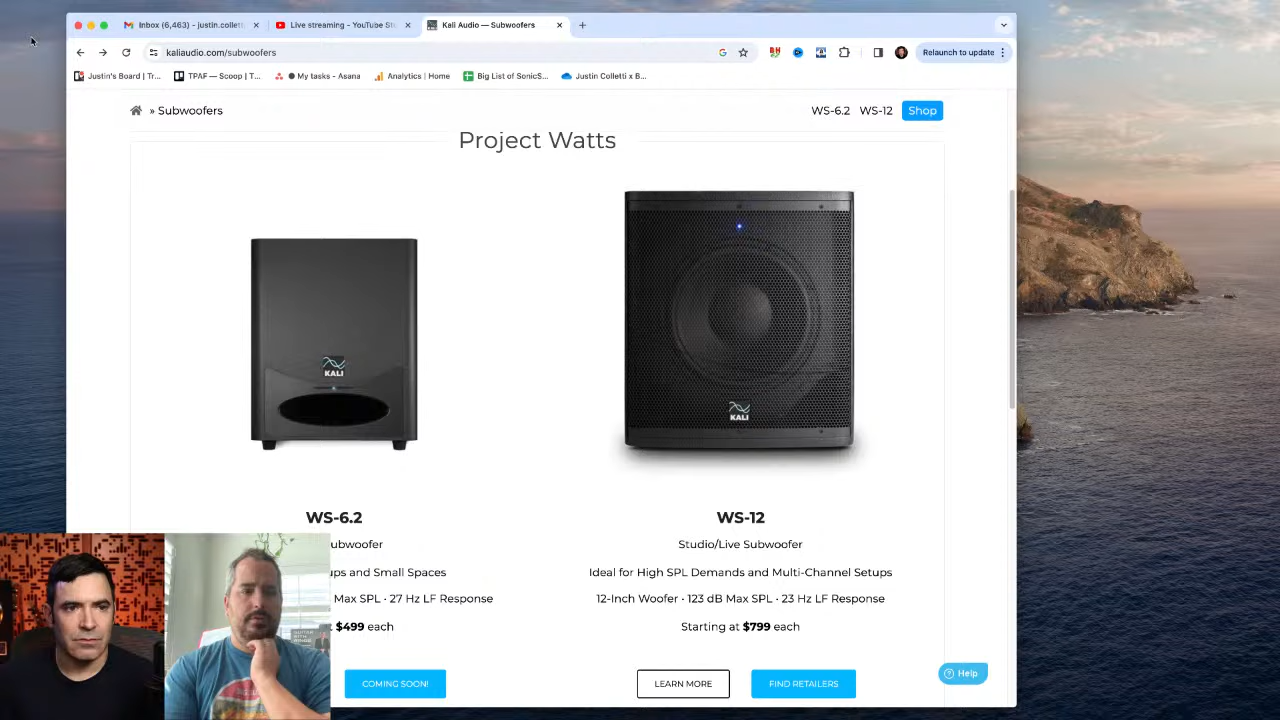 Inbox (6,463) - justin.collett
Live streaming - YouTube St
Kali Audio — Subwoofers
kaliaudio.com/subwoofers
Relaunch to update
Justin's Board | Tr...
TPAF — Scoop | T...
My tasks - Asana
Analytics | Home
Big List of SonicS...
Justin Colletti x B...
» Subwoofers
WS-6.2
WS-12
Shop
Project Watts
KALI
KALI
WS-6.2
WS-12
ubwoofer
Studio/Live Subwoofer
ups and Small Spaces
Ideal for High SPL Demands and Multi-Channel Setups
Max SPL • 27 Hz LF Response
12-Inch Woofer • 123 dB Max SPL • 23 Hz LF Response
$499 each
Starting at $799 each
COMING SOON!
LEARN MORE
FIND RETAILERS
Help